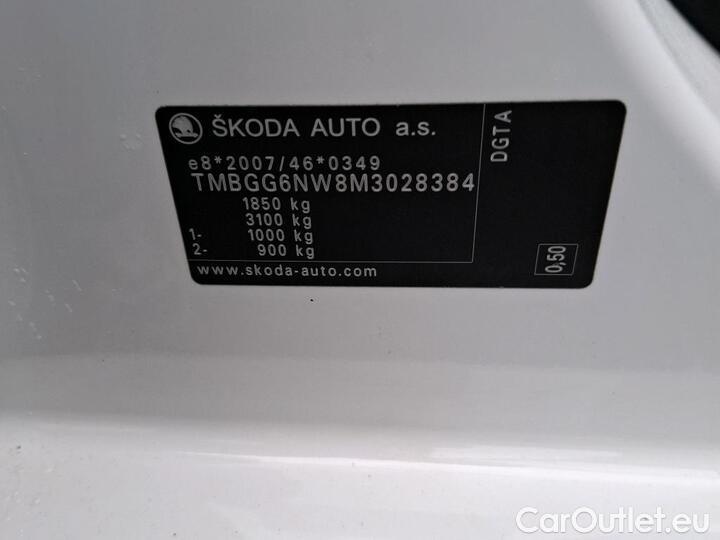 ŠKODA AUTO a.s.
e8*2007/46*0349
TMBGG6NW8M3028384
1850 kg
3100 kg
1- 1000 kg
2- 900 kg
www.skoda-auto.com
DGTA
0,50
CarOutlet.eu